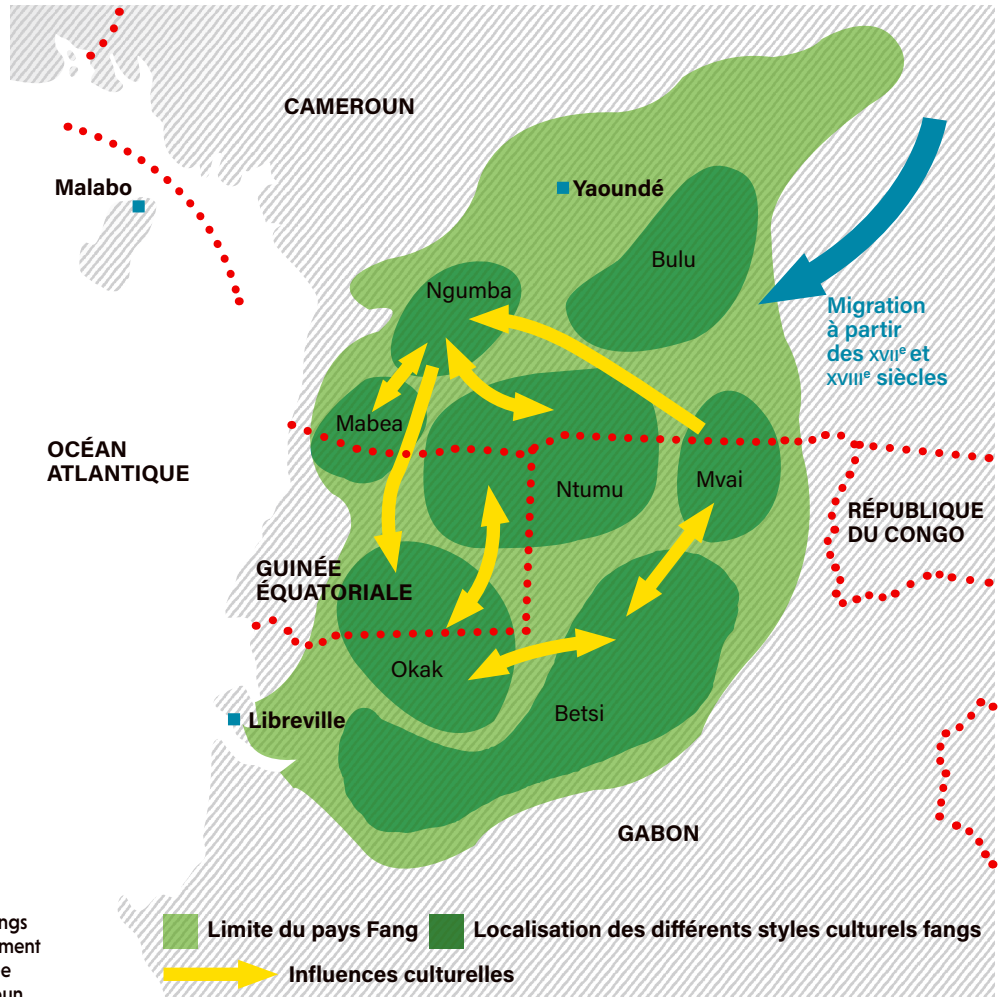 CAMEROUN
Malabo
Yaoundé
Bulu
Ngumba
Migration
à partir
des XVIIe et
XVIIIe siècles
Mabea
OCÉAN
ATLANTIQUE
Ntumu
Mvai
RÉPUBLIQUE
DU CONGO
GUINÉE
ÉQUATORIALE
Okak
Betsi
Libreville
GABON
Limite du pays Fang
Localisation des différents styles culturels fangs
Influences culturelles